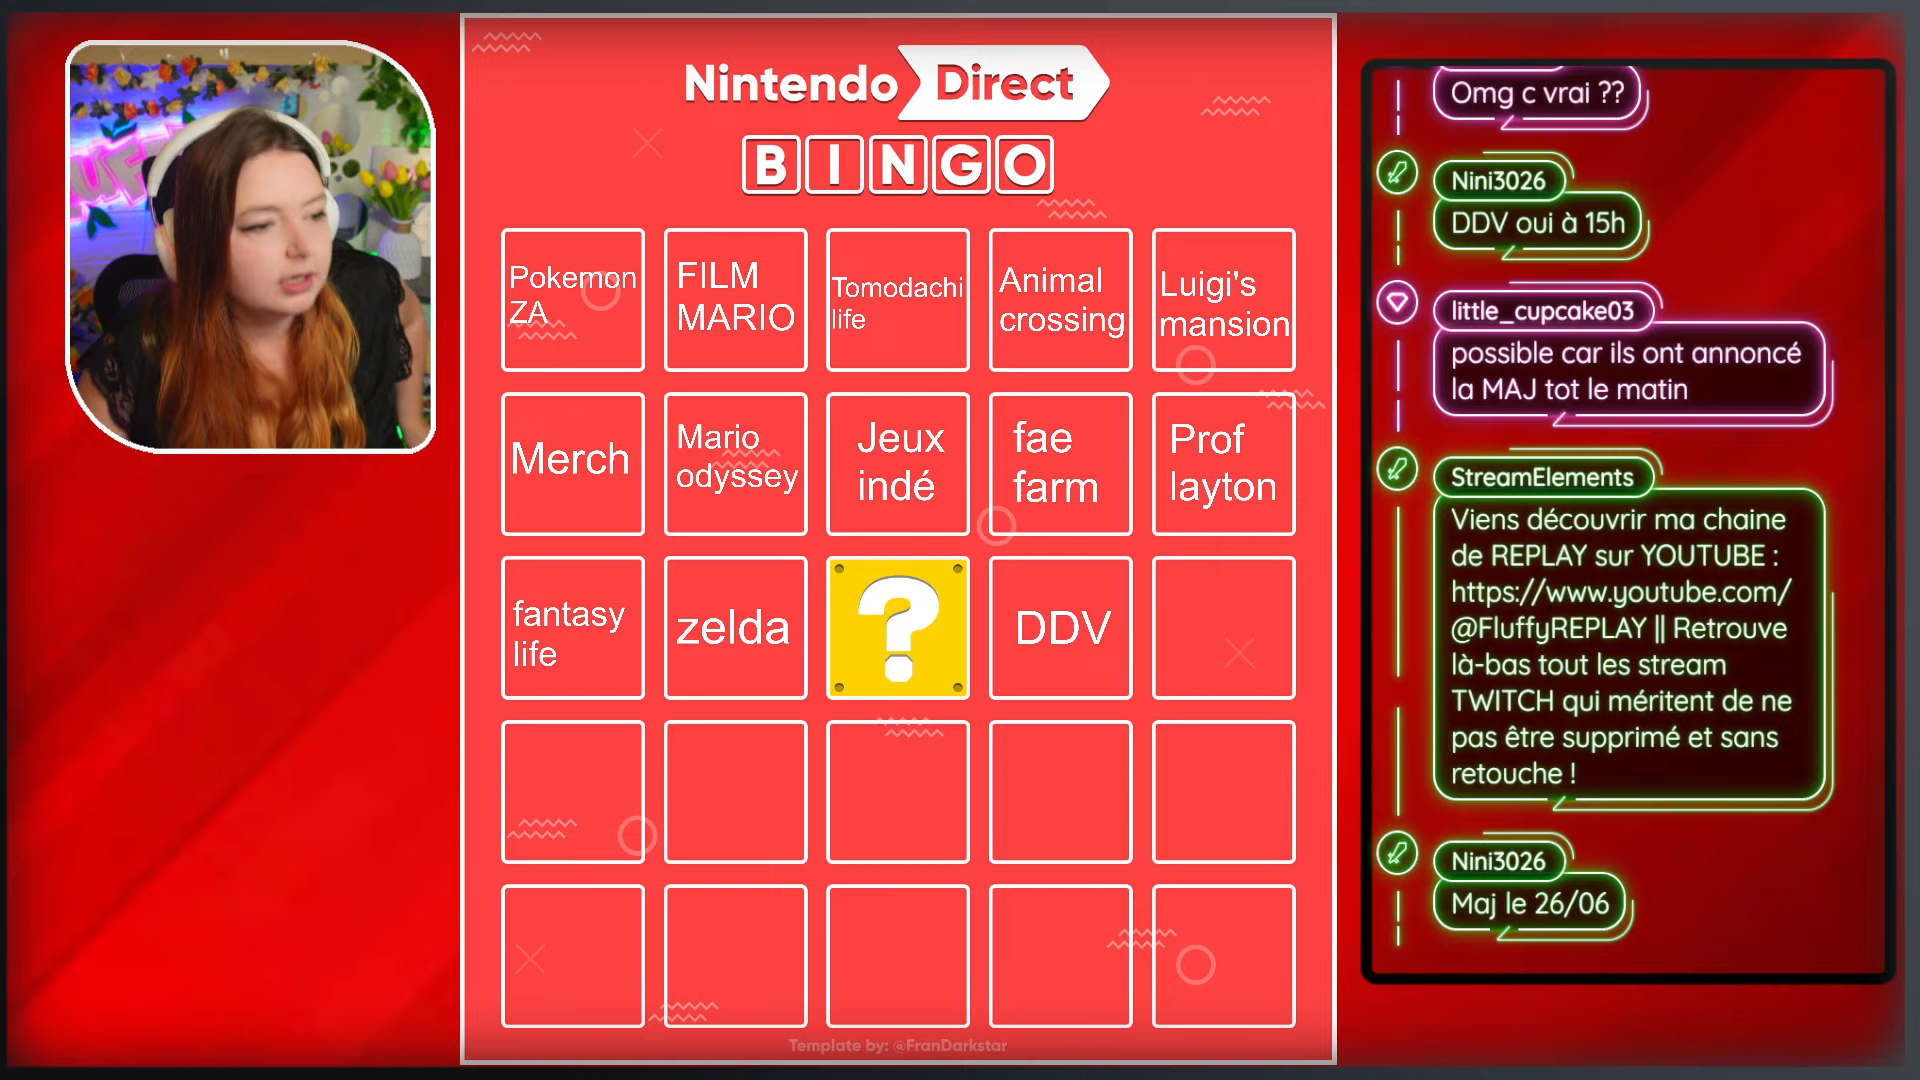 Nintendo Direct
BINGO
Pokemon
ZA
FILM
MARIO
Tomodachi
life
Animal
crossing
Luigi's
mansion
Merch
Mario
odyssey
Jeux
indé
fae
farm
Prof
layton
fantasy
life
zelda
?
DDV
Template by: @FranDarkstar
Omg c vrai ??
Nini3026
DDV oui à 15h
little_cupcake03
possible car ils ont annoncé
la MAJ tot le matin
StreamElements
Viens découvrir ma chaine
de REPLAY sur YOUTUBE :
https://www.youtube.com/
@FluffyREPLAY || Retrouve
là-bas tout les stream
TWITCH qui méritent de ne
pas être supprimé et sans
retouche !
Nini3026
Maj le 26/06